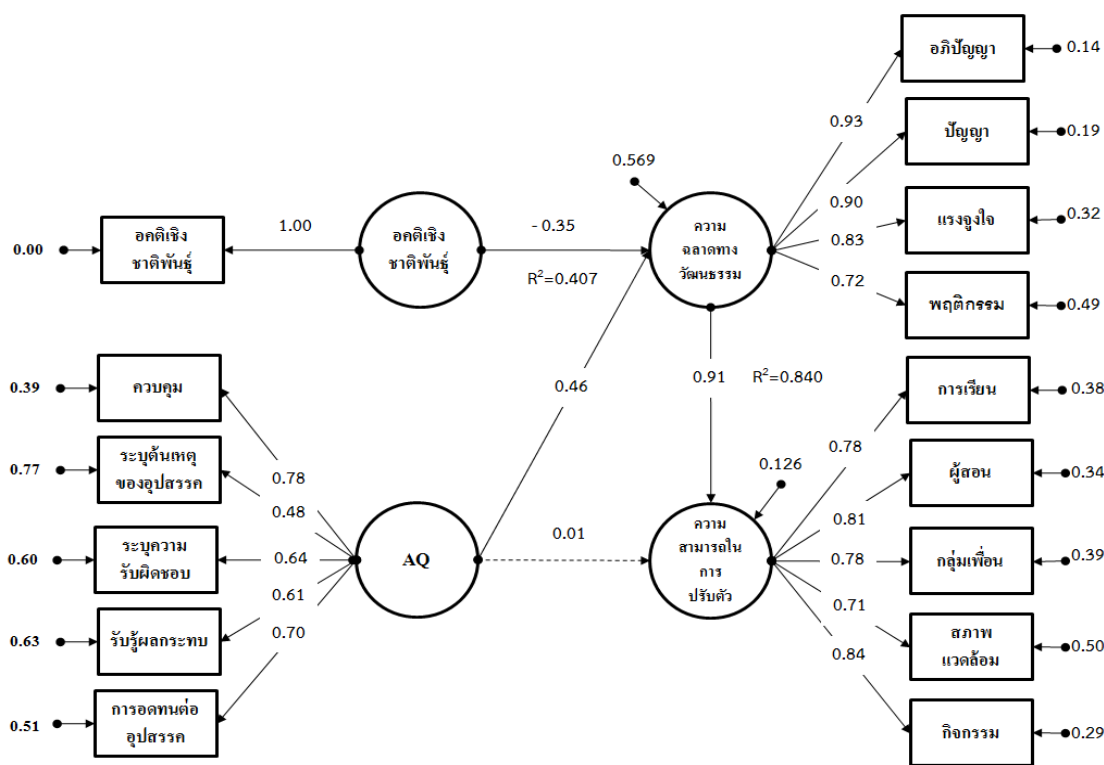 อภิปัญญา
0.14
0.93
ปัญญา
0.19
0.569
0.90
อคติเชิง
ชาติพันธุ์
0.00
1.00
อคติเชิง
ชาติพันธุ์
- 0.35
R²=0.407
ความ
ฉลาดทาง
วัฒนธรรม
0.83
แรงจูงใจ
0.32
0.72
พฤติกรรม
0.49
0.39
ควบคุม
0.46
0.91
R²=0.840
การเรียน
0.38
0.77
ระบุต้นเหตุ
ของอุปสรรค
0.78
0.48
0.126
0.78
ผู้สอน
0.34
0.81
0.60
ระบุความ
รับผิดชอบ
0.64
AQ
0.01
ความ
สามารถใน
การ
ปรับตัว
0.78
กลุ่มเพื่อน
0.39
0.61
0.63
รับรู้ผลกระทบ
0.70
0.71
สภาพ
แวดล้อม
0.50
0.84
0.51
การอดทนต่อ
อุปสรรค
กิจกรรม
0.29